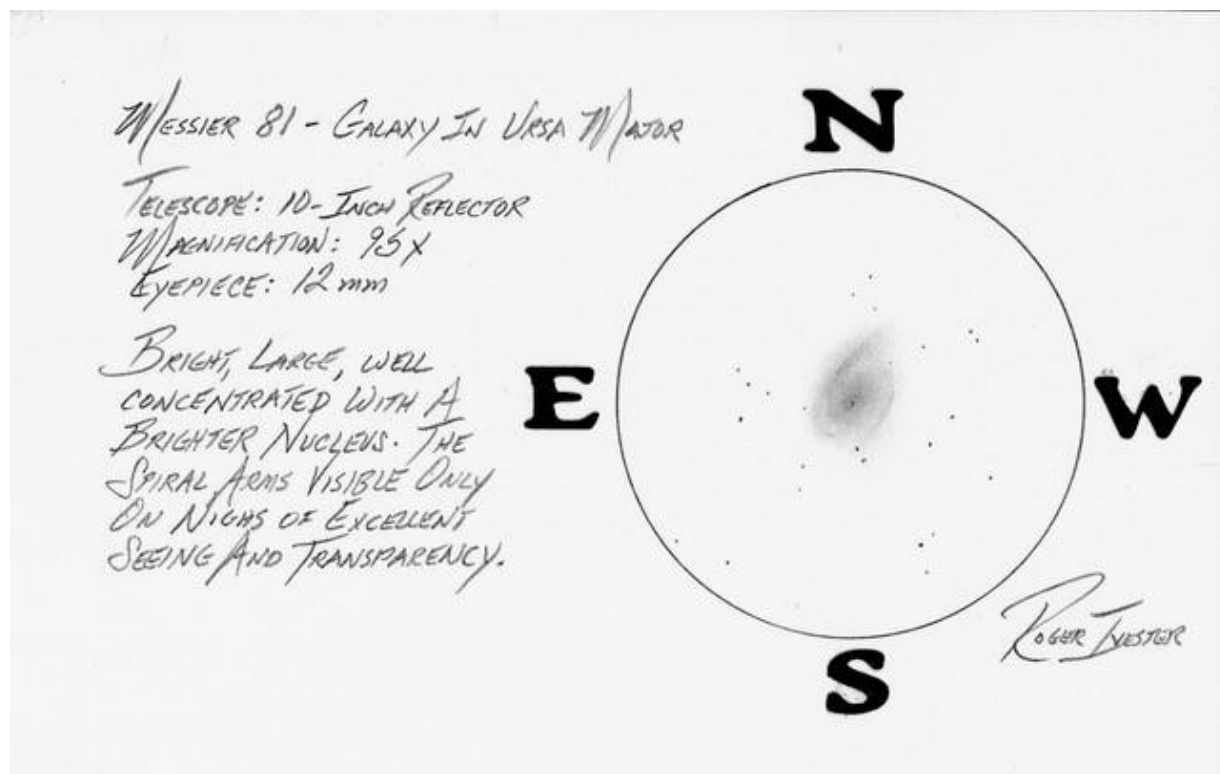 MESSIER 81 - GALAXY IN URSA MAJOR
TELESCOPE: 10-INCH REFLECTOR
MAGNIFICATION: 95X
EYEPIECE: 12mm
BRIGHT, LARGE, WELL
CONCENTRATED WITH A
BRIGHTER NUCLEUS. THE
SPIRAL ARMS VISIBLE ONLY
ON NIGHS OF EXCELLENT
SEEING AND TRANSPARENCY.
N
E
W
S
ROGER IVESTER